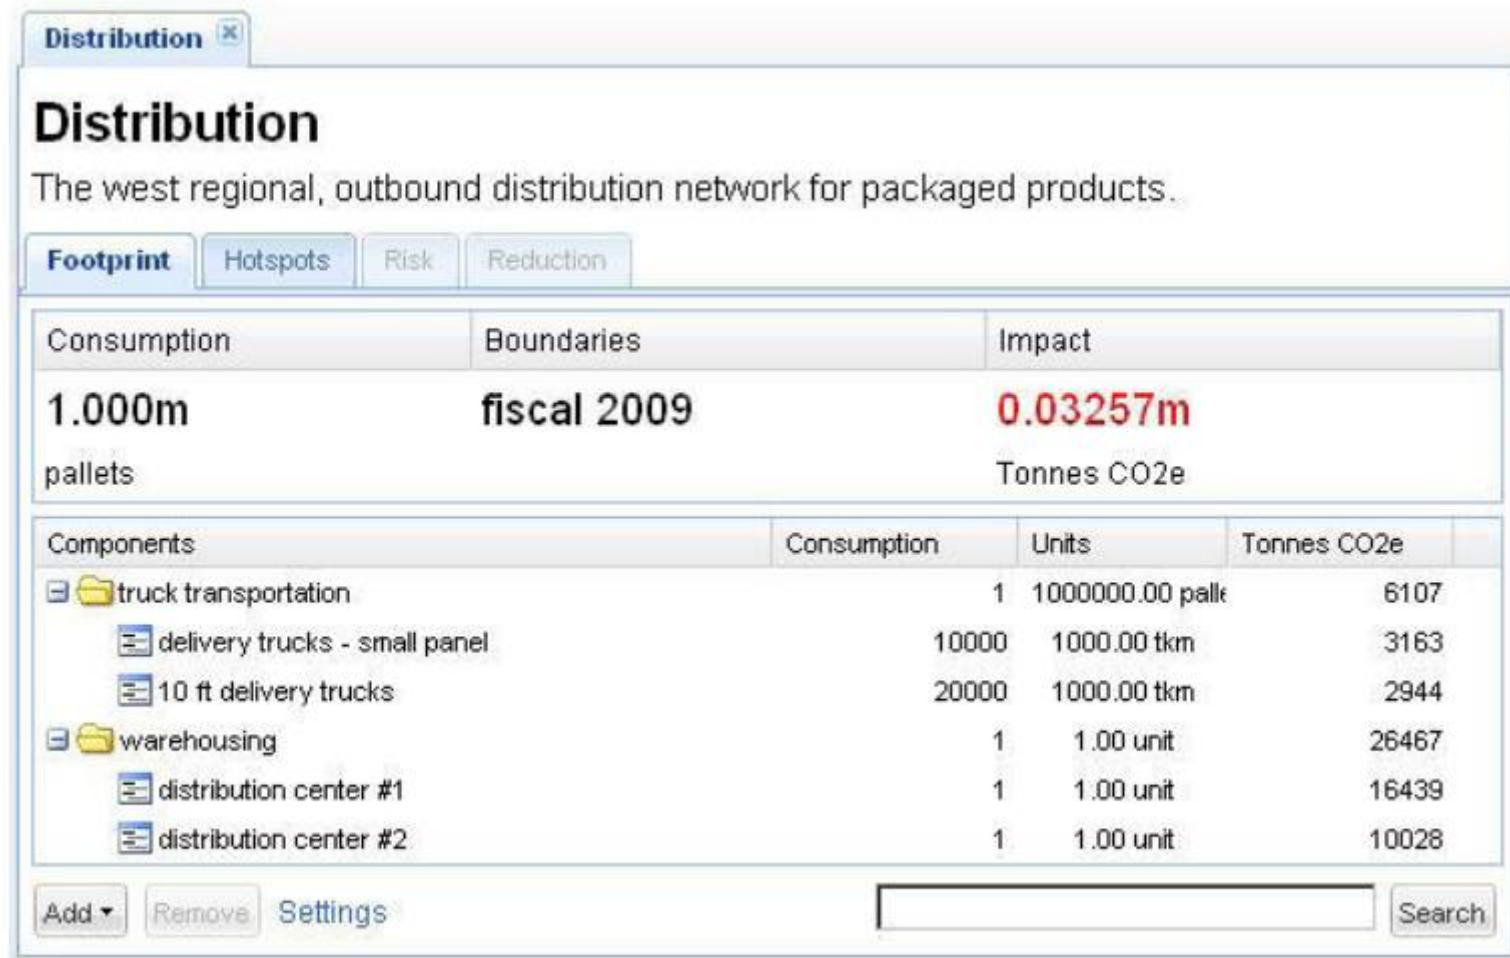 Distribution
Distribution
The west regional, outbound distribution network for packaged products.
Footprint Hotspots Risk Reduction
Consumption Boundaries Impact
1.000m fiscal 2009 0.03257m
pallets Tonnes CO2e
Components Consumption Units Tonnes CO2e
truck transportation 1 1000000.00 palle 6107
delivery trucks - small panel 10000 1000.00 tkm 3163
10 ft delivery trucks 20000 1000.00 tkm 2944
warehousing 1 1.00 unit 26467
distribution center #1 1 1.00 unit 16439
distribution center #2 1 1.00 unit 10028
Add Remove Settings Search